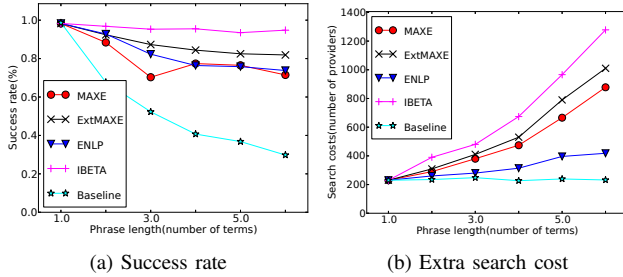 1.0
0.8
0.6
0.4
0.2
0.0
Success rate(%)
MAXE
ExtMAXE
ENLP
IBETA
Baseline
1.0 3.0 5.0
Phrase length(number of terms)
(a) Success rate
1400
1200
1000
800
600
400
200
0
Search costs(number of providers)
MAXE
ExtMAXE
ENLP
IBETA
Baseline
1.0 3.0 5.0
Phrase length(number of terms)
(b) Extra search cost